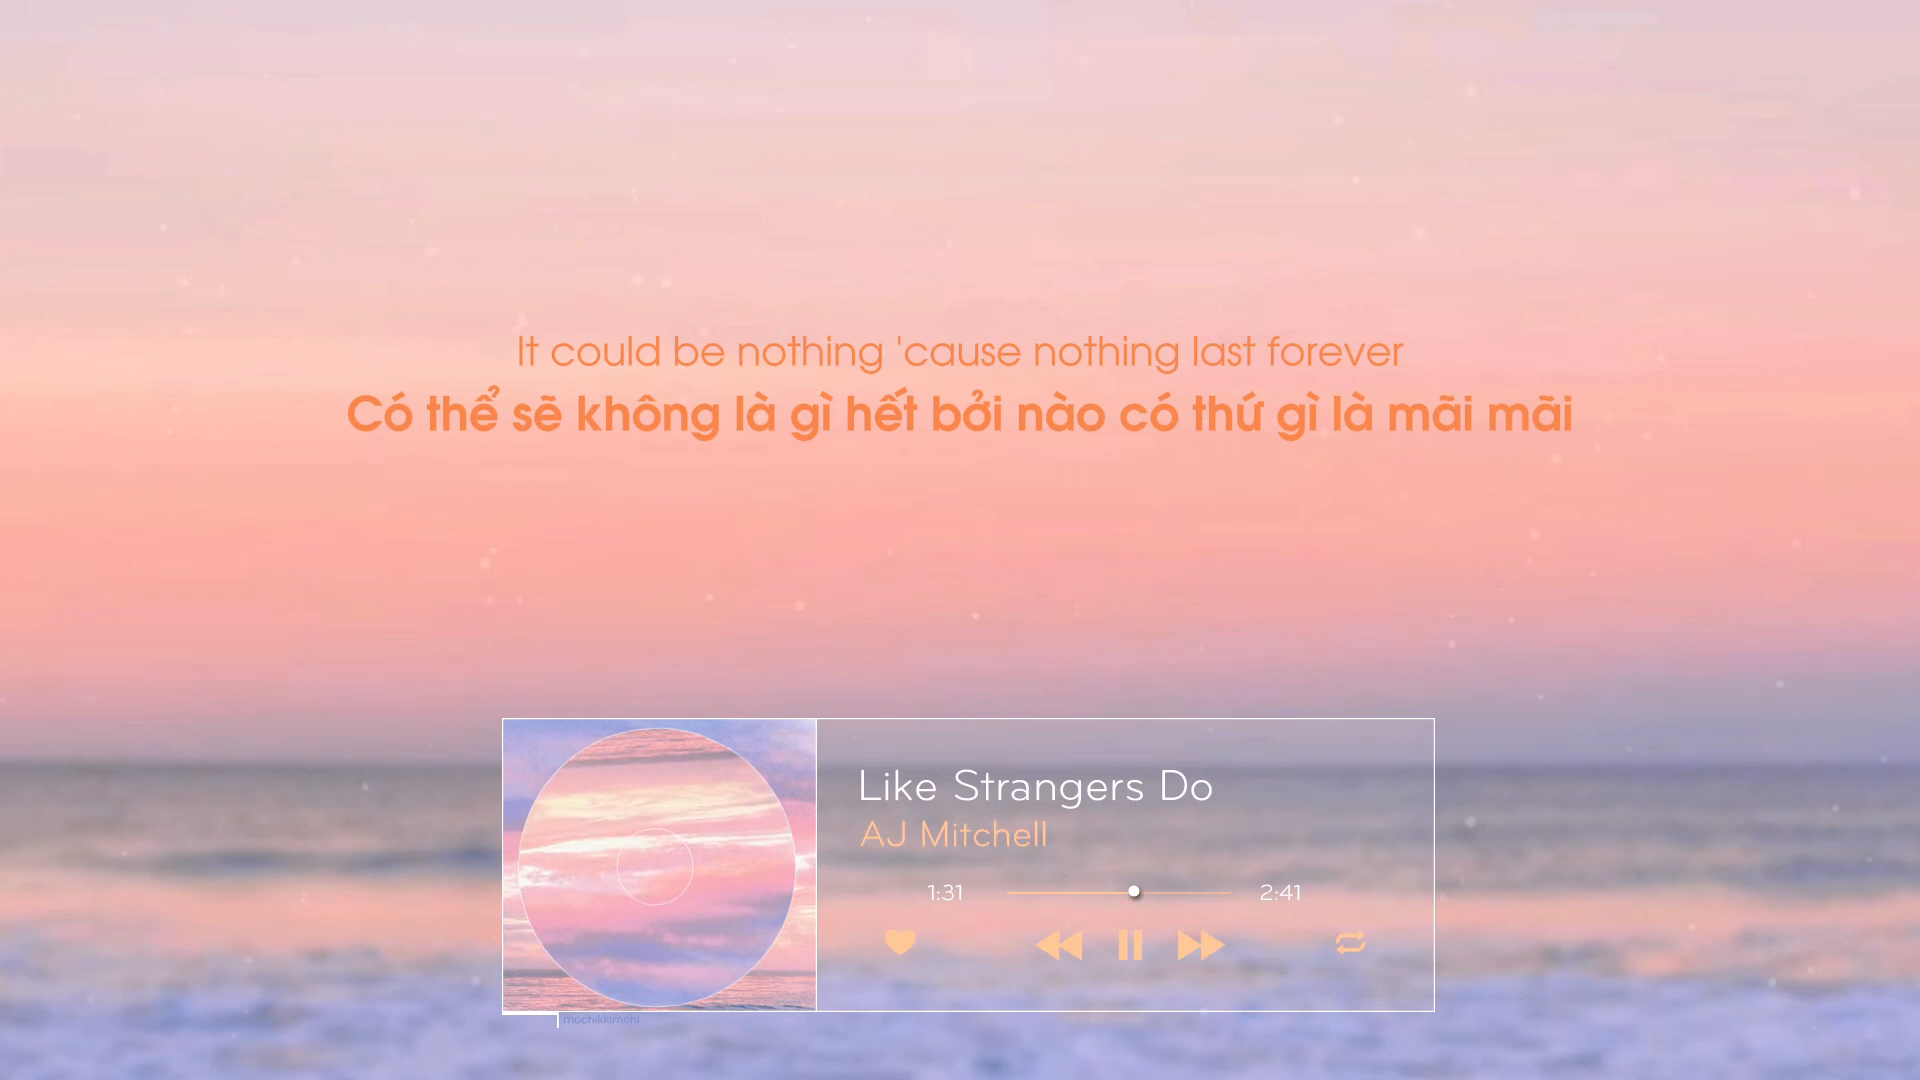 It could be nothing 'cause nothing last forever
Có thể sẽ không là gì hết bởi nào có thứ gì là mãi mãi
Like Strangers Do
AJ Mitchell
1:31 2:41
mochikkimchi